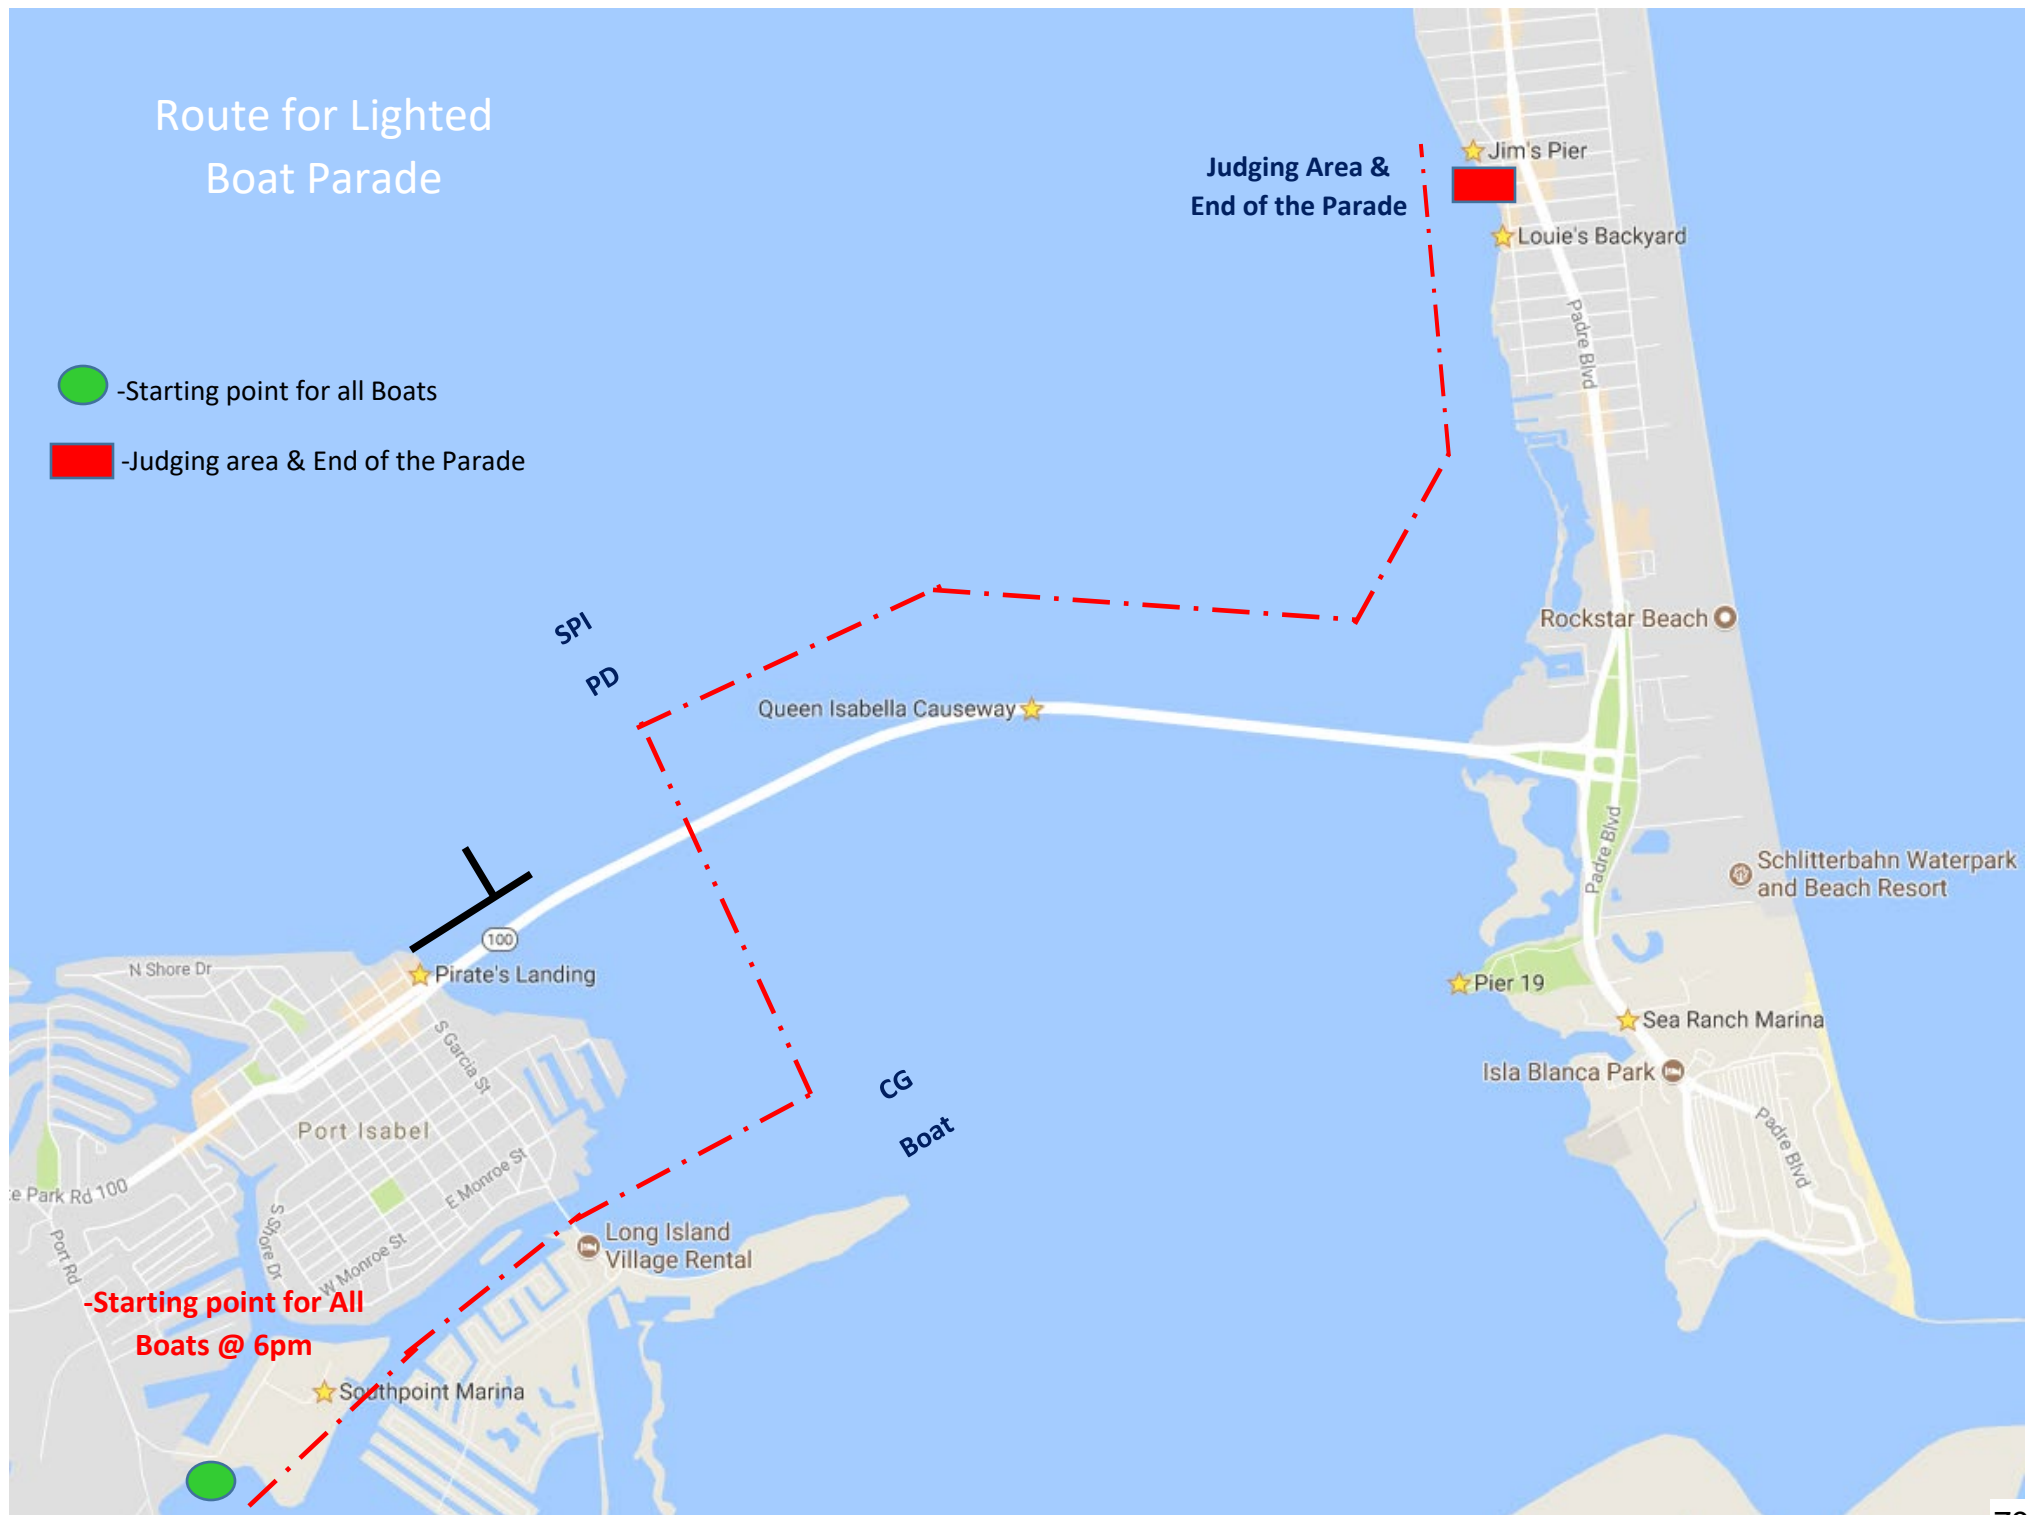 Route for Lighted
Boat Parade
Judging Area &
End of the Parade
Jim's Pier
Louie's Backyard
Padre Blvd
-Starting point for all Boats
-Judging area & End of the Parade
SPI
PD
Rockstar Beach
Queen Isabella Causeway
Padre Blvd
Schlitterbahn Waterpark
and Beach Resort
100
N Shore Dr
Pirate's Landing
Pier 19
Sea Ranch Marina
S Garcia St
Isla Blanca Park
CG
Boat
Port Isabel
Padre Blvd
E Monroe St
e Park Rd 100
S Shore Dr
Port Rd
W Monroe St
Long Island
Village Rental
-Starting point for All
Boats @ 6pm
Southpoint Marina